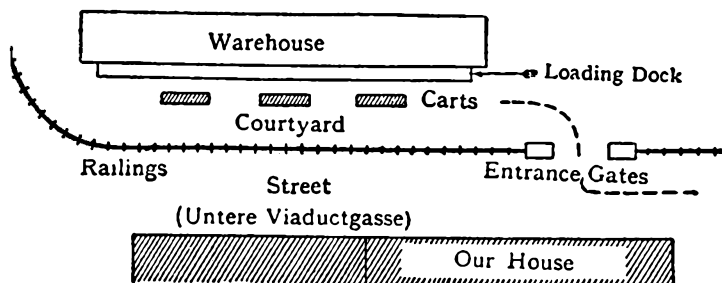 Warehouse
Loading Dock
Carts
Courtyard
Railings
Entrance Gates
Street
(Untere Viaductgasse)
Our House